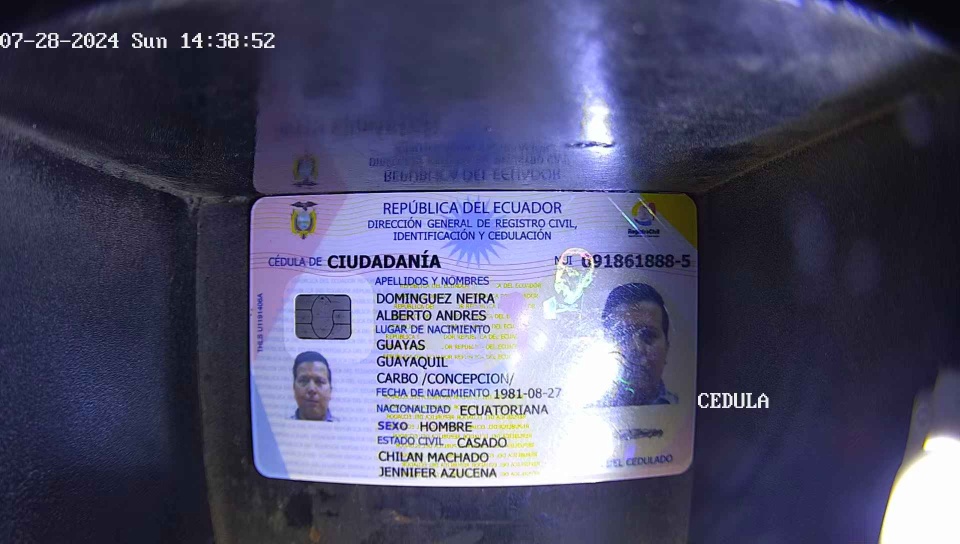 07-28-2024 Sun 14:38:52
REPÚBLICA DEL ECUADOR
DIRECCIÓN GENERAL DE REGISTRO CIVIL,
IDENTIFICACIÓN Y CEDULACIÓN
CÉDULA DE CIUDADANÍA
NUI 091861888-5
APELLIDOS Y NOMBRES
DOMINGUEZ NEIRA
ALBERTO ANDRES
LUGAR DE NACIMIENTO
GUAYAS
GUAYAQUIL
CARBO /CONCEPCION/
FECHA DE NACIMIENTO 1981-08-27
NACIONALIDAD ECUATORIANA
SEXO HOMBRE
ESTADO CIVIL CASADO
CHILAN MACHADO
JENNIFER AZUCENA
DEL CEDULADO
CEDULA